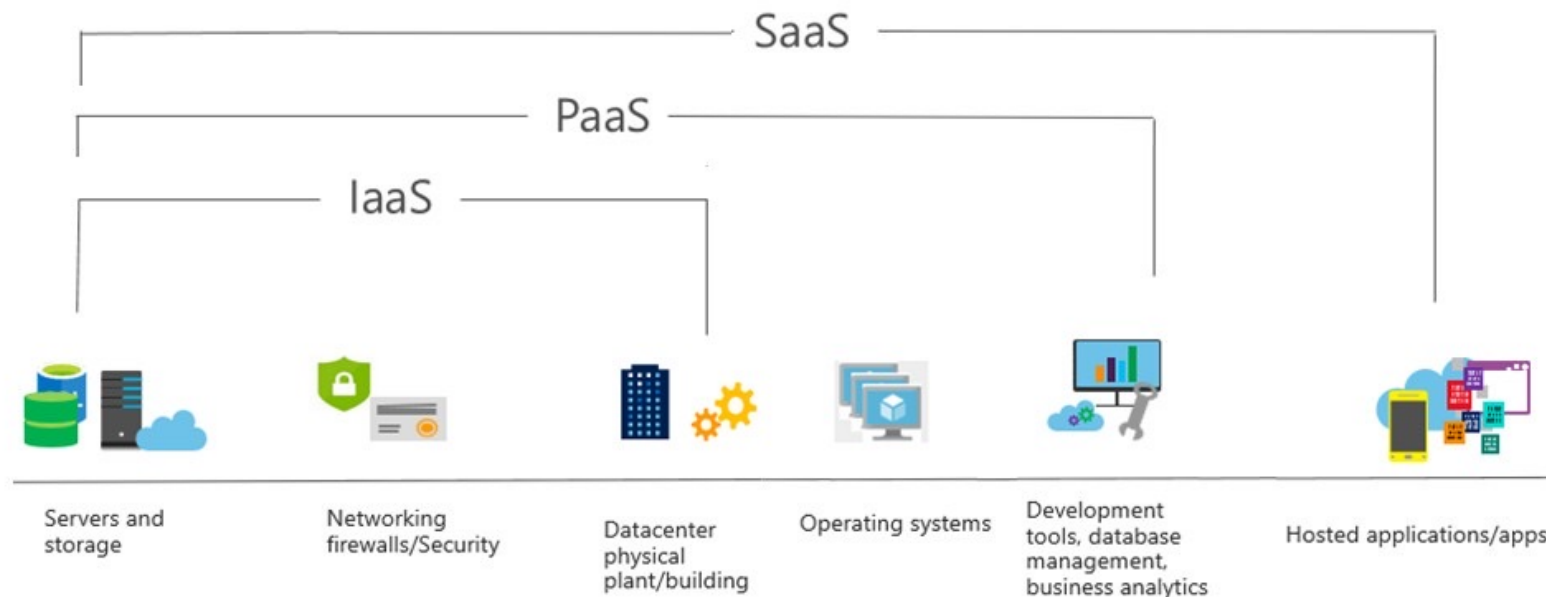 SaaS
PaaS
IaaS
Servers and
storage
Networking
firewalls/Security
Datacenter
physical
plant/building
Operating systems
Development
tools, database
management,
business analytics
Hosted applications/apps